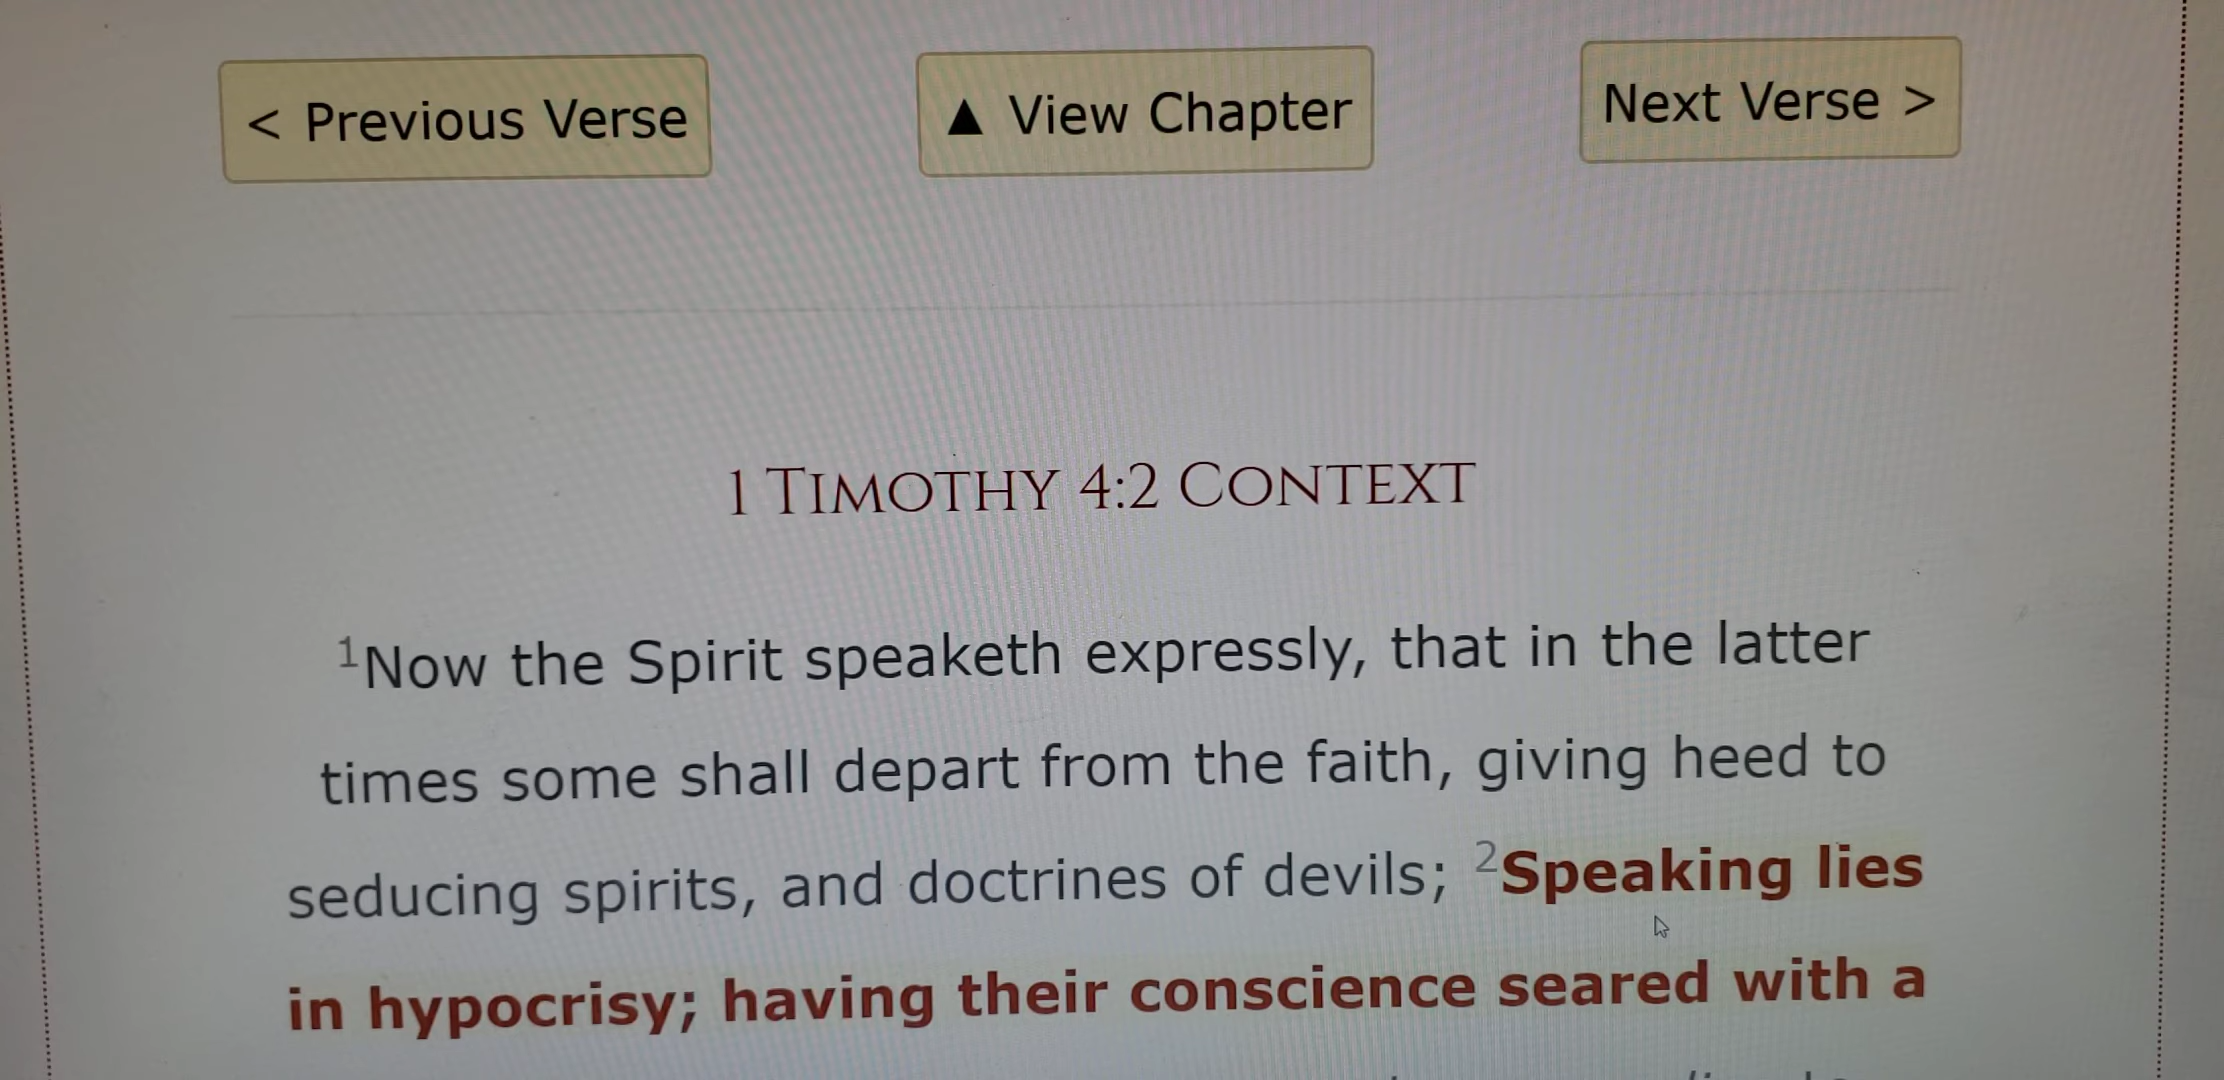 < Previous Verse
▲ View Chapter
Next Verse >
1 TIMOTHY 4:2 CONTEXT
1Now the Spirit speaketh expressly, that in the latter
times some shall depart from the faith, giving heed to
seducing spirits, and doctrines of devils; 2Speaking lies
in hypocrisy; having their conscience seared with a